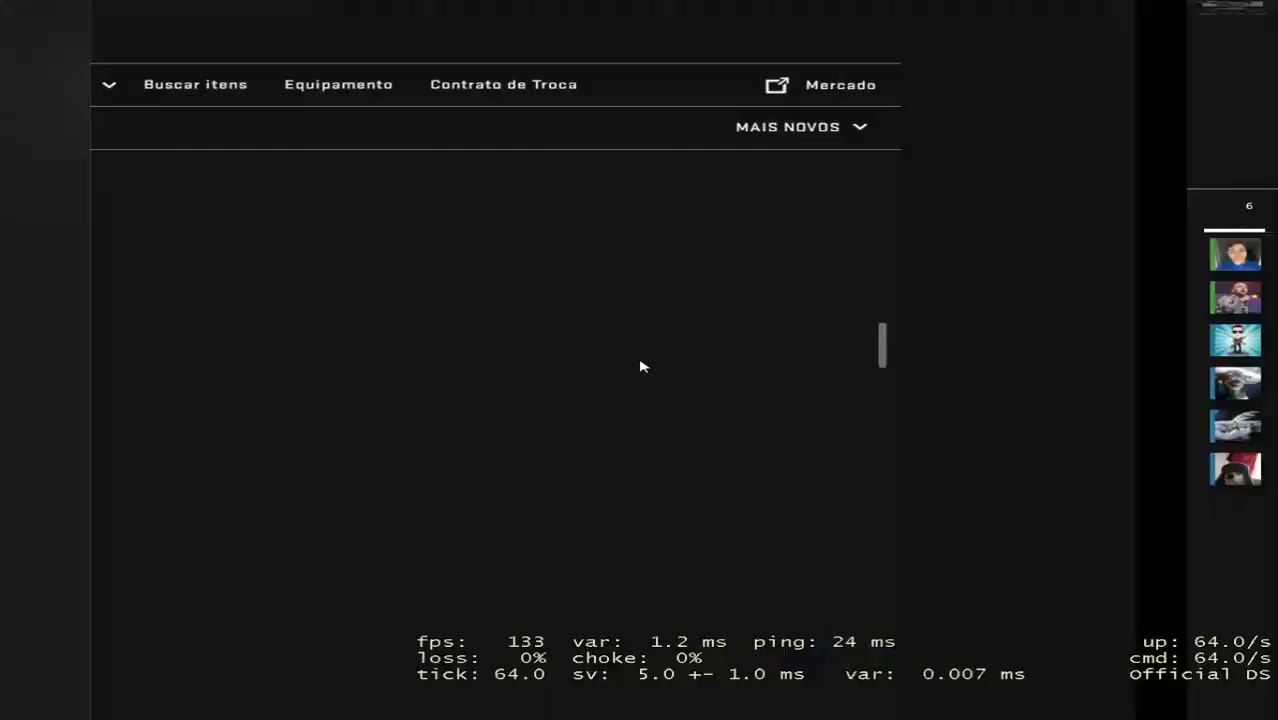 Buscar itens Equipamento Contrato de Troca Mercado
MAIS NOVOS
6
fps: 133 var: 1.2 ms ping: 24 ms up: 64.0/s
loss: 0% choke: 0% cmd: 64.0/s
tick: 64.0 sv: 5.0 +- 1.0 ms var: 0.007 ms Official DS